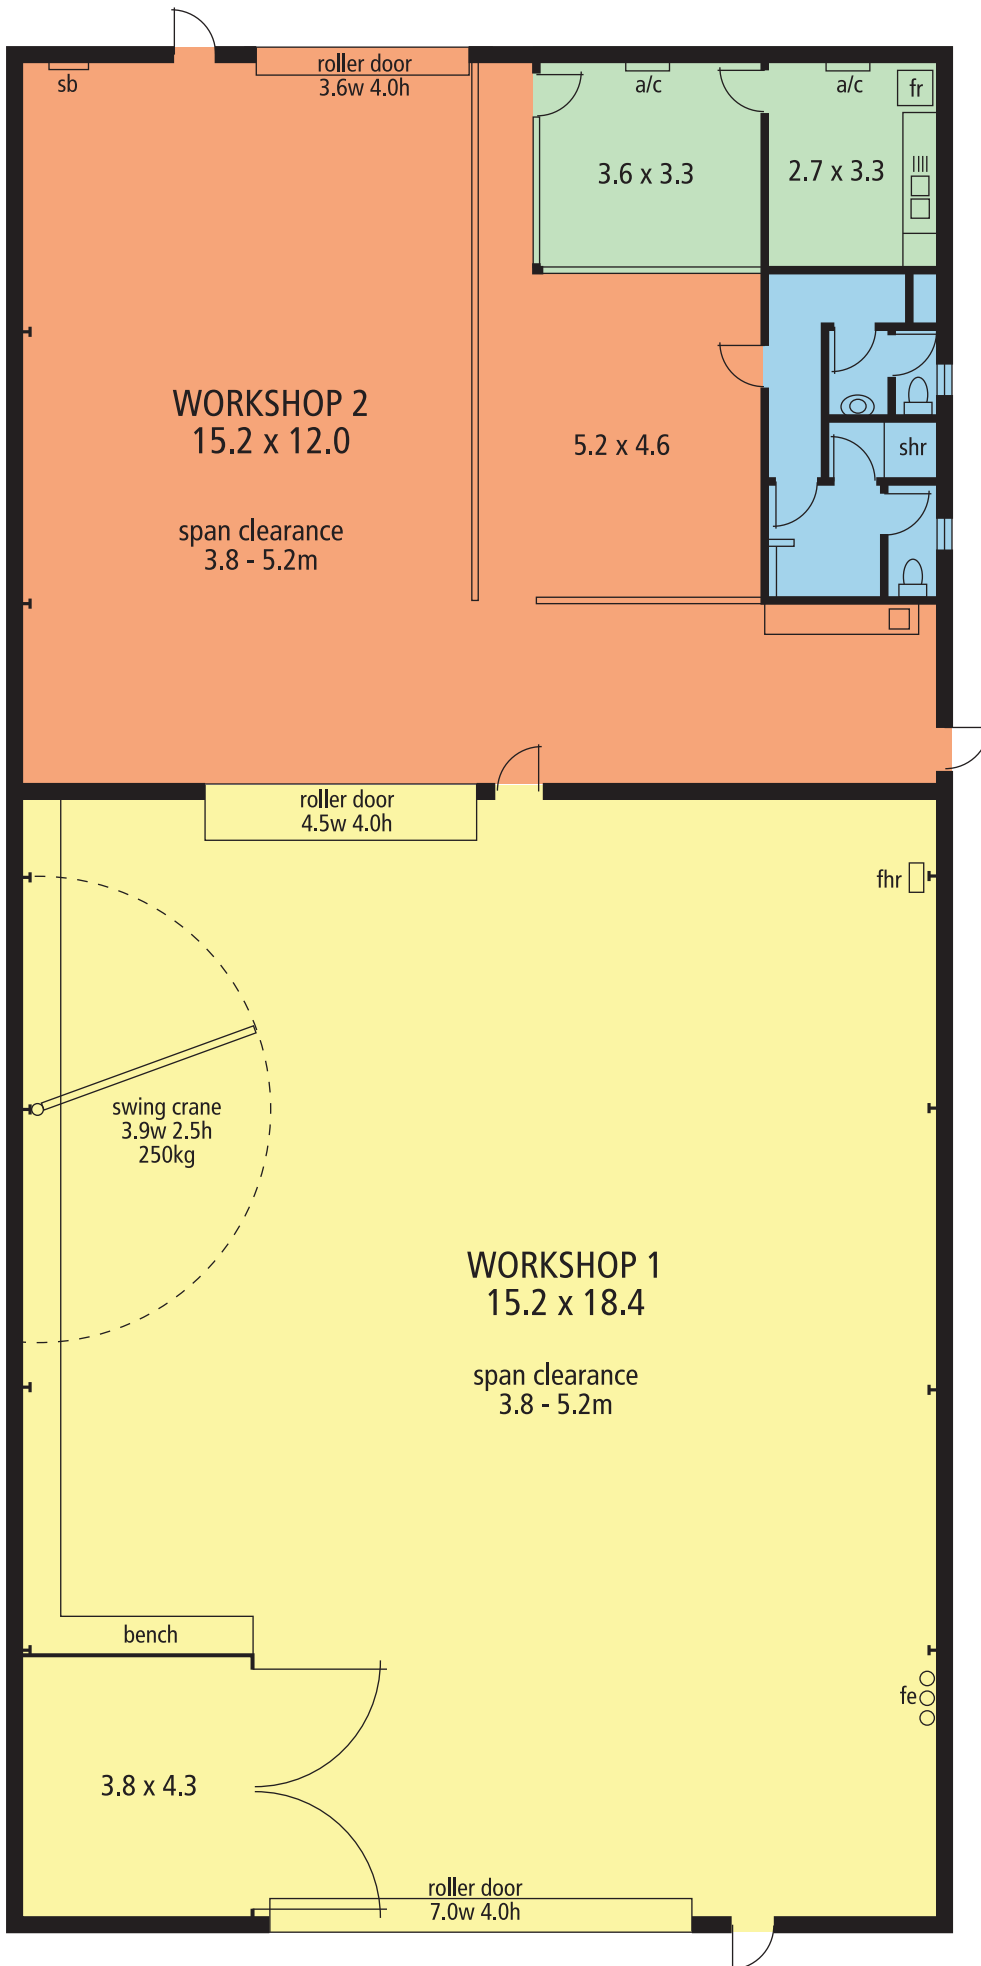 roller door
3.6w 4.0h
sb
a/c
a/c
fr
3.6 x 3.3
2.7 x 3.3
WORKSHOP 2
15.2 x 12.0
5.2 x 4.6
shr
span clearance
3.8 - 5.2m
roller door
4.5w 4.0h
fhr
swing crane
3.9w 2.5h
250kg
WORKSHOP 1
15.2 x 18.4
span clearance
3.8 - 5.2m
bench
fe
3.8 x 4.3
roller door
7.0w 4.0h